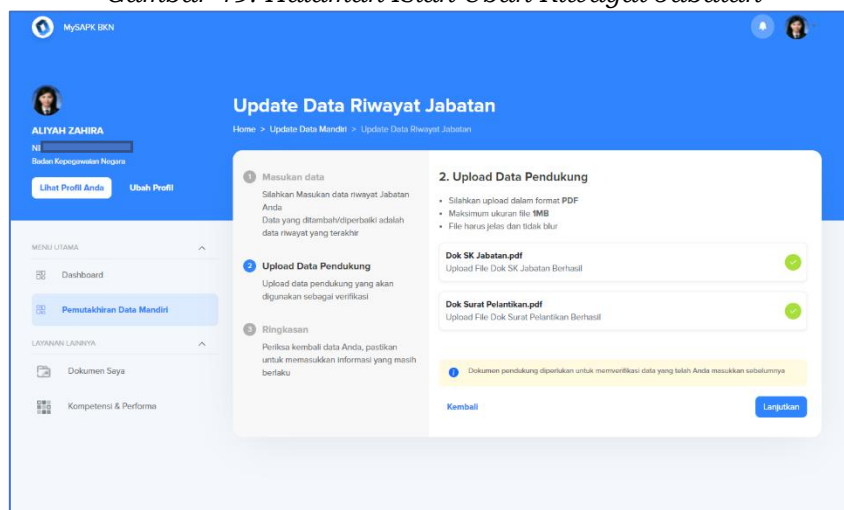 Gambar 49. Halaman Isian Ubah Riwayat Jabatan
MySAPK BKN
ALIYAH ZAHIRA
NI
Badan Kepegawaian Negara
Lihat Profil Anda
Ubah Profil
MENU UTAMA
Dashboard
Pemutakhiran Data Mandiri
LAYANAN LAINNYA
Dokumen Saya
Kompetensi & Performa
Update Data Riwayat Jabatan
Home > Update Data Mandiri > Update Data Riwayat Jabatan
1 Masukan data
Silahkan Masukan data riwayat Jabatan
Anda
Data yang ditambah/diperbaiki adalah
data riwayat yang terakhir
2 Upload Data Pendukung
Upload data pendukung yang akan
digunakan sebagai verifikasi
3 Ringkasan
Periksa kembali data Anda, pastikan
untuk memasukkan informasi yang masih
berlaku
2. Upload Data Pendukung
• Silahkan upload dalam format PDF
• Maksimum ukuran file 1MB
• File harus jelas dan tidak blur
Dok SK Jabatan.pdf
Upload File Dok SK Jabatan Berhasil
Dok Surat Pelantikan.pdf
Upload File Dok Surat Pelantikan Berhasil
Dokumen pendukung diperlukan untuk memverifikasi data yang telah Anda masukkan sebelumnya
Kembali
Lanjutkan